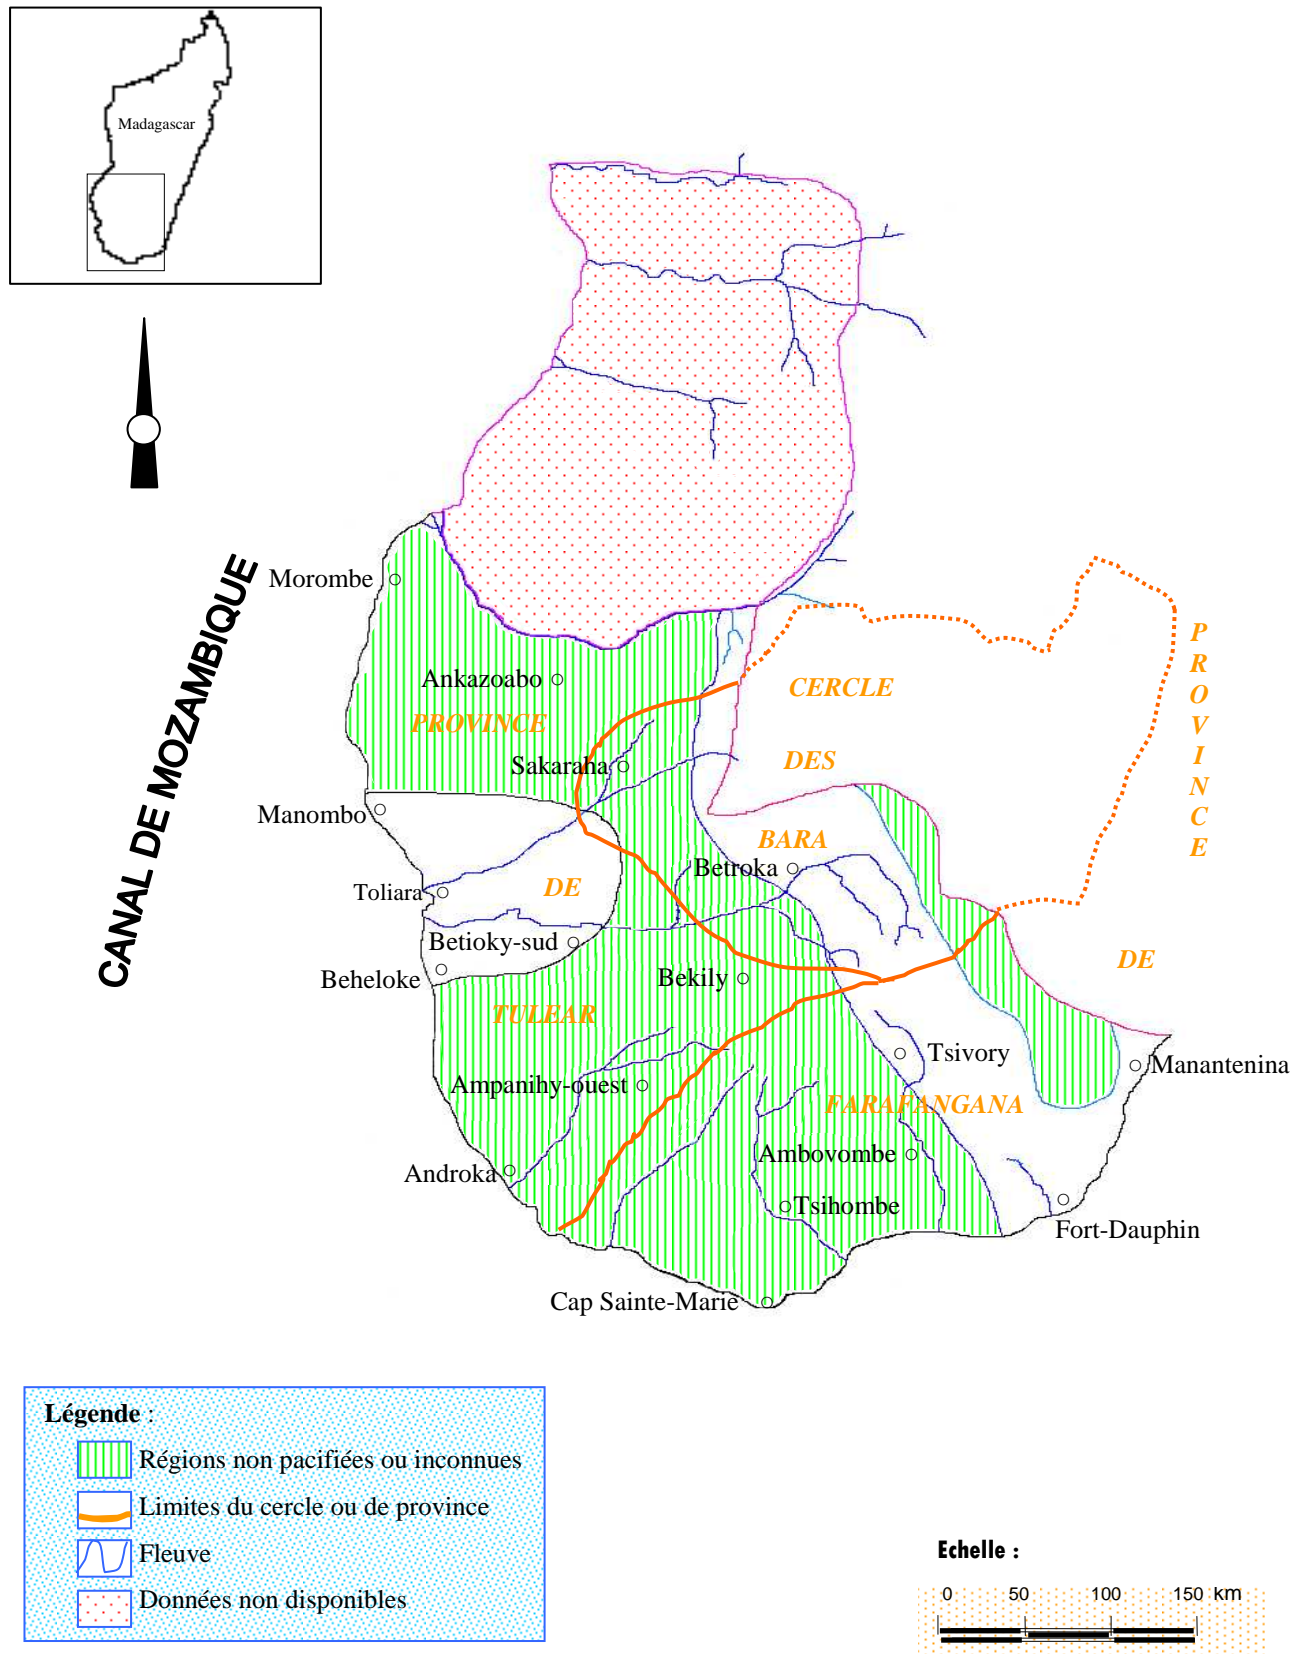 Madagascar
CANAL DE MOZAMBIQUE
Morombe
Ankazoabo
PROVINCE
CERCLE
PROVINCE
Sakaraha
DES
Manombo
BARA
Betroka
Toliara
DE
Betioky-sud
Beheloke
Bekily
DE
TULEAR
Tsivory
Manantenina
Ampanihy-ouest
FARAFANGANA
Androka
Ambovombe
Tsihombe
Fort-Dauphin
Cap Sainte-Marie
Légende :
Régions non pacifiées ou inconnues
Limites du cercle ou de province
Fleuve
Données non disponibles
Echelle :
0 50 100 150 km